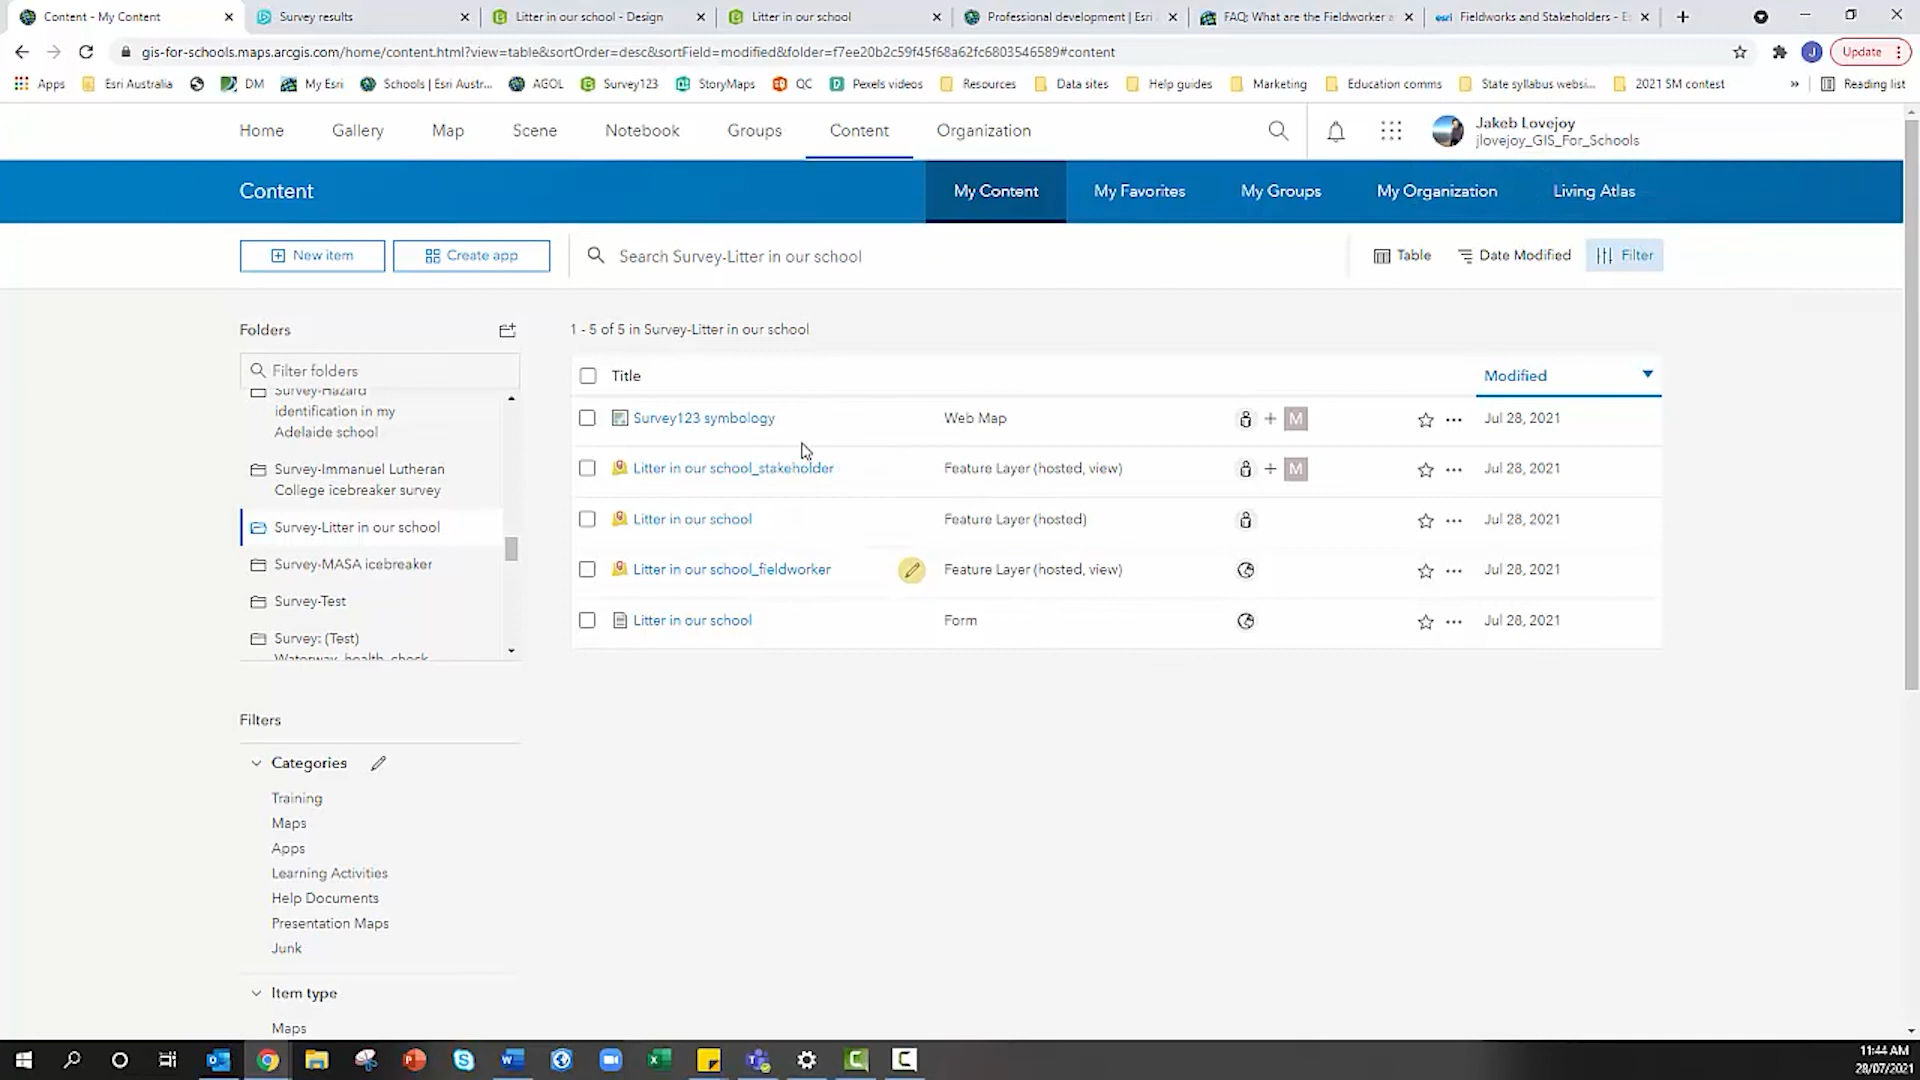 Content - My Content
Survey results
Litter in our school - Design
Litter in our school
Professional development | Esri
FAQ: What are the Fieldworker a
esri Fieldworks and Stakeholders - E
gis-for-schools.maps.arcgis.com/home/content.html?view=table&sortOrder=desc&sortField=modified&folder=f7ee20b2c59f45f68a62fc6803546589#content
J
Update
Apps
Esri Australia
DM
My Esri
Schools | Esri Austr...
AGOL
Survey123
StoryMaps
QC
Pexels videos
Resources
Data sites
Help guides
Marketing
Education comms
State syllabus websi...
2021 SM contest
»
Reading list
Home
Gallery
Map
Scene
Notebook
Groups
Content
Organization
Jakeb Lovejoy
jlovejoy_GIS_For_Schools
Content
My Content
My Favorites
My Groups
My Organization
Living Atlas
New item
Create app
Search Survey-Litter in our school
Table
Date Modified
Filter
Folders
1 - 5 of 5 in Survey-Litter in our school
Filter folders
Survey-Hazard
identification in my
Adelaide school
Survey-Immanuel Lutheran
College icebreaker survey
Survey-Litter in our school
Survey-MASA icebreaker
Survey-Test
Survey: (Test)
Waterway_health_check
Title
Modified
Survey123 symbology
Web Map
M
Jul 28, 2021
Litter in our school_stakeholder
Feature Layer (hosted, view)
M
Jul 28, 2021
Litter in our school
Feature Layer (hosted)
Jul 28, 2021
Litter in our school_fieldworker
Feature Layer (hosted, view)
Jul 28, 2021
Litter in our school
Form
Jul 28, 2021
Filters
Categories
Training
Maps
Apps
Learning Activities
Help Documents
Presentation Maps
Junk
Item type
Maps
11:44 AM
28/07/2021